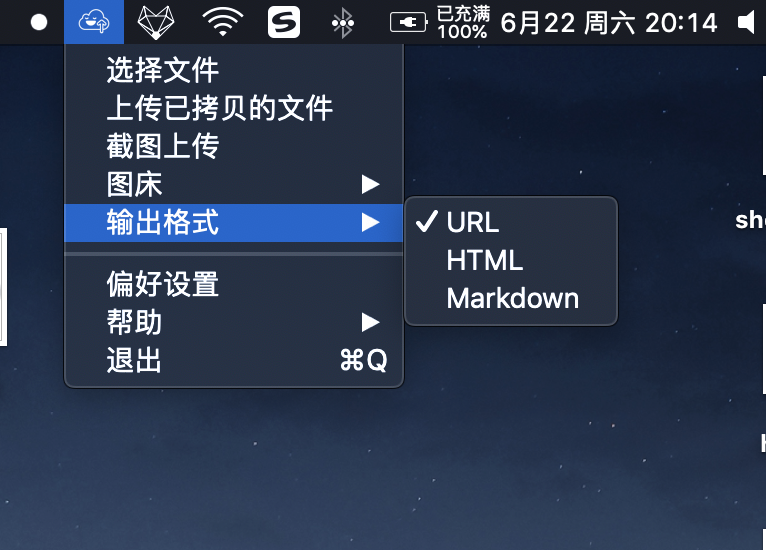 已充满
100%
6月22 周六 20:14
选择文件
上传已拷贝的文件
截图上传
图床
输出格式
URL
HTML
Markdown
偏好设置
帮助
退出 ⌘Q